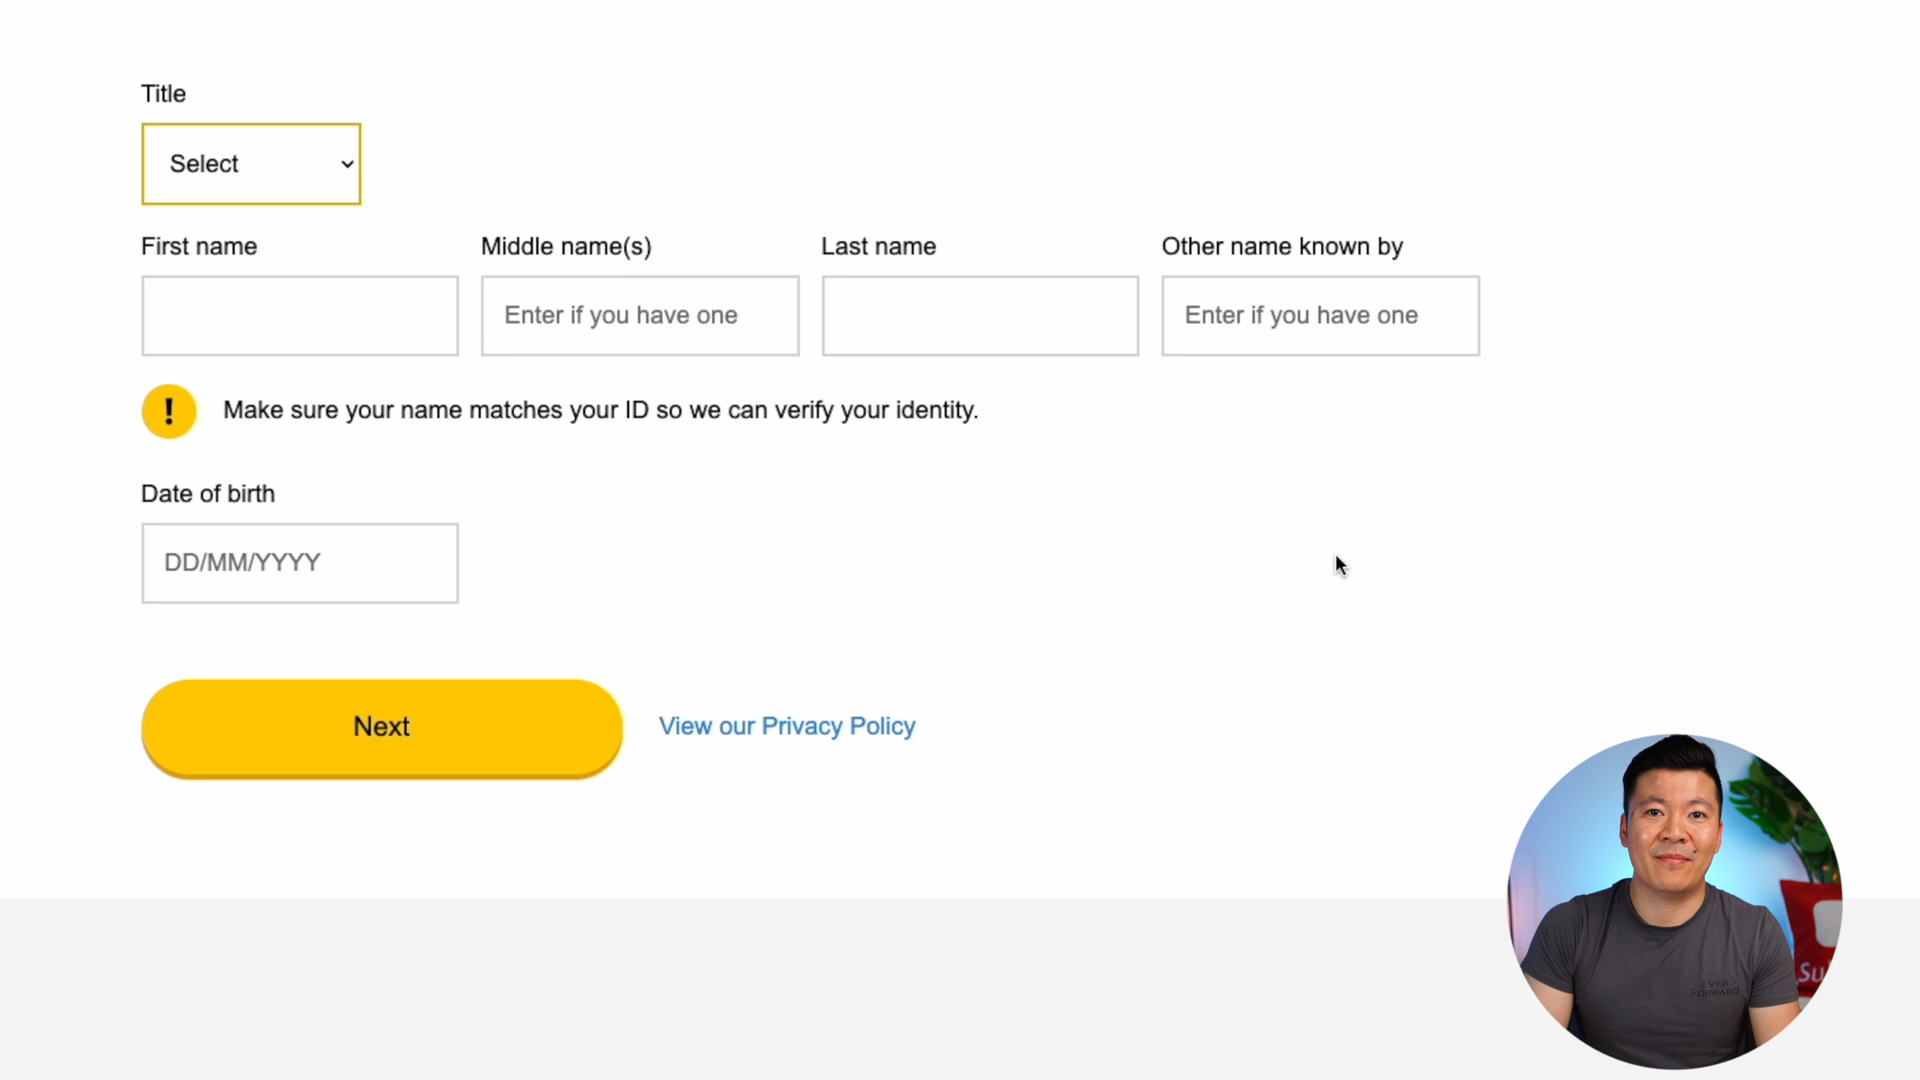 Title
Select
First name Middle name(s) Last name Other name known by
Enter if you have one Enter if you have one
! Make sure your name matches your ID so we can verify your identity.
Date of birth
DD/MM/YYYY
Next View our Privacy Policy
EVER
FORWARD